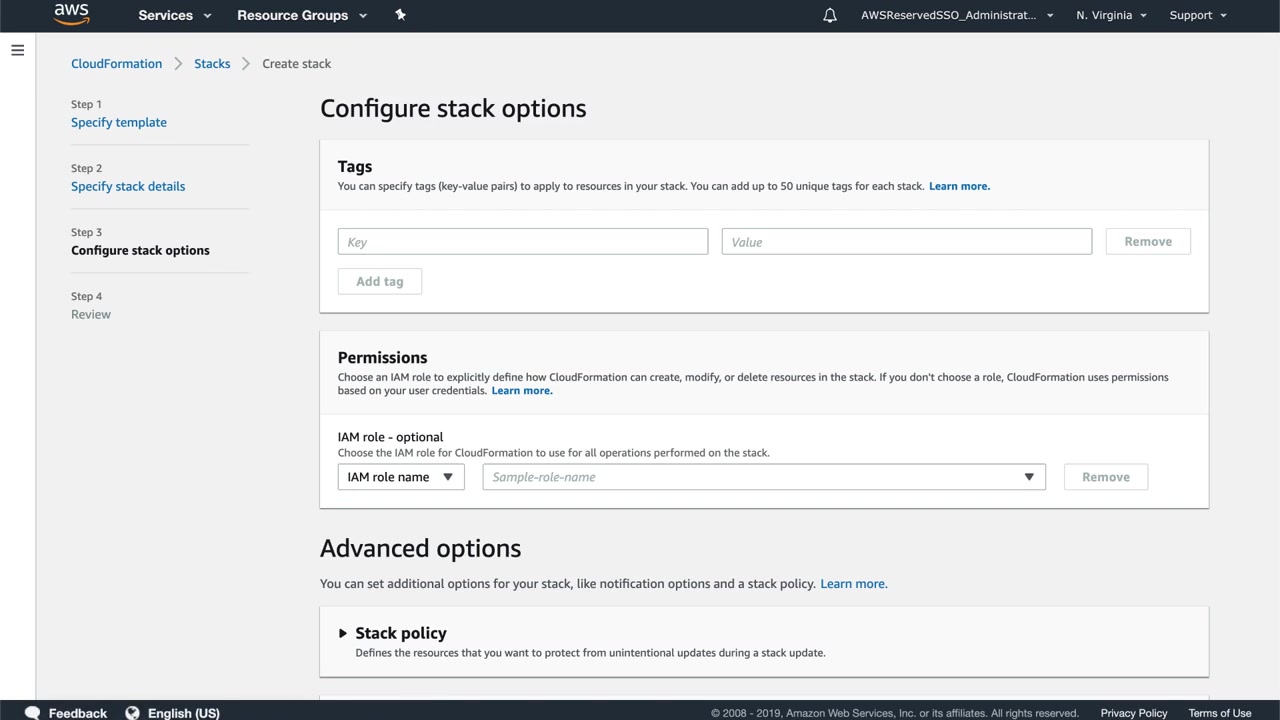 aws
Services
Resource Groups
AWSReservedSSO_Administrat...
N. Virginia
Support
CloudFormation
Stacks
Create stack
Step 1
Specify template
Step 2
Specify stack details
Step 3
Configure stack options
Step 4
Review
Configure stack options
Tags
You can specify tags (key-value pairs) to apply to resources in your stack. You can add up to 50 unique tags for each stack. Learn more.
Key
Value
Remove
Add tag
Permissions
Choose an IAM role to explicitly define how CloudFormation can create, modify, or delete resources in the stack. If you don't choose a role, CloudFormation uses permissions
based on your user credentials. Learn more.
IAM role - optional
Choose the IAM role for CloudFormation to use for all operations performed on the stack.
IAM role name
Sample-role-name
Remove
Advanced options
You can set additional options for your stack, like notification options and a stack policy. Learn more.
Stack policy
Defines the resources that you want to protect from unintentional updates during a stack update.
Feedback
English (US)
© 2008 - 2019, Amazon Web Services, Inc. or its affiliates. All rights reserved.
Privacy Policy
Terms of Use